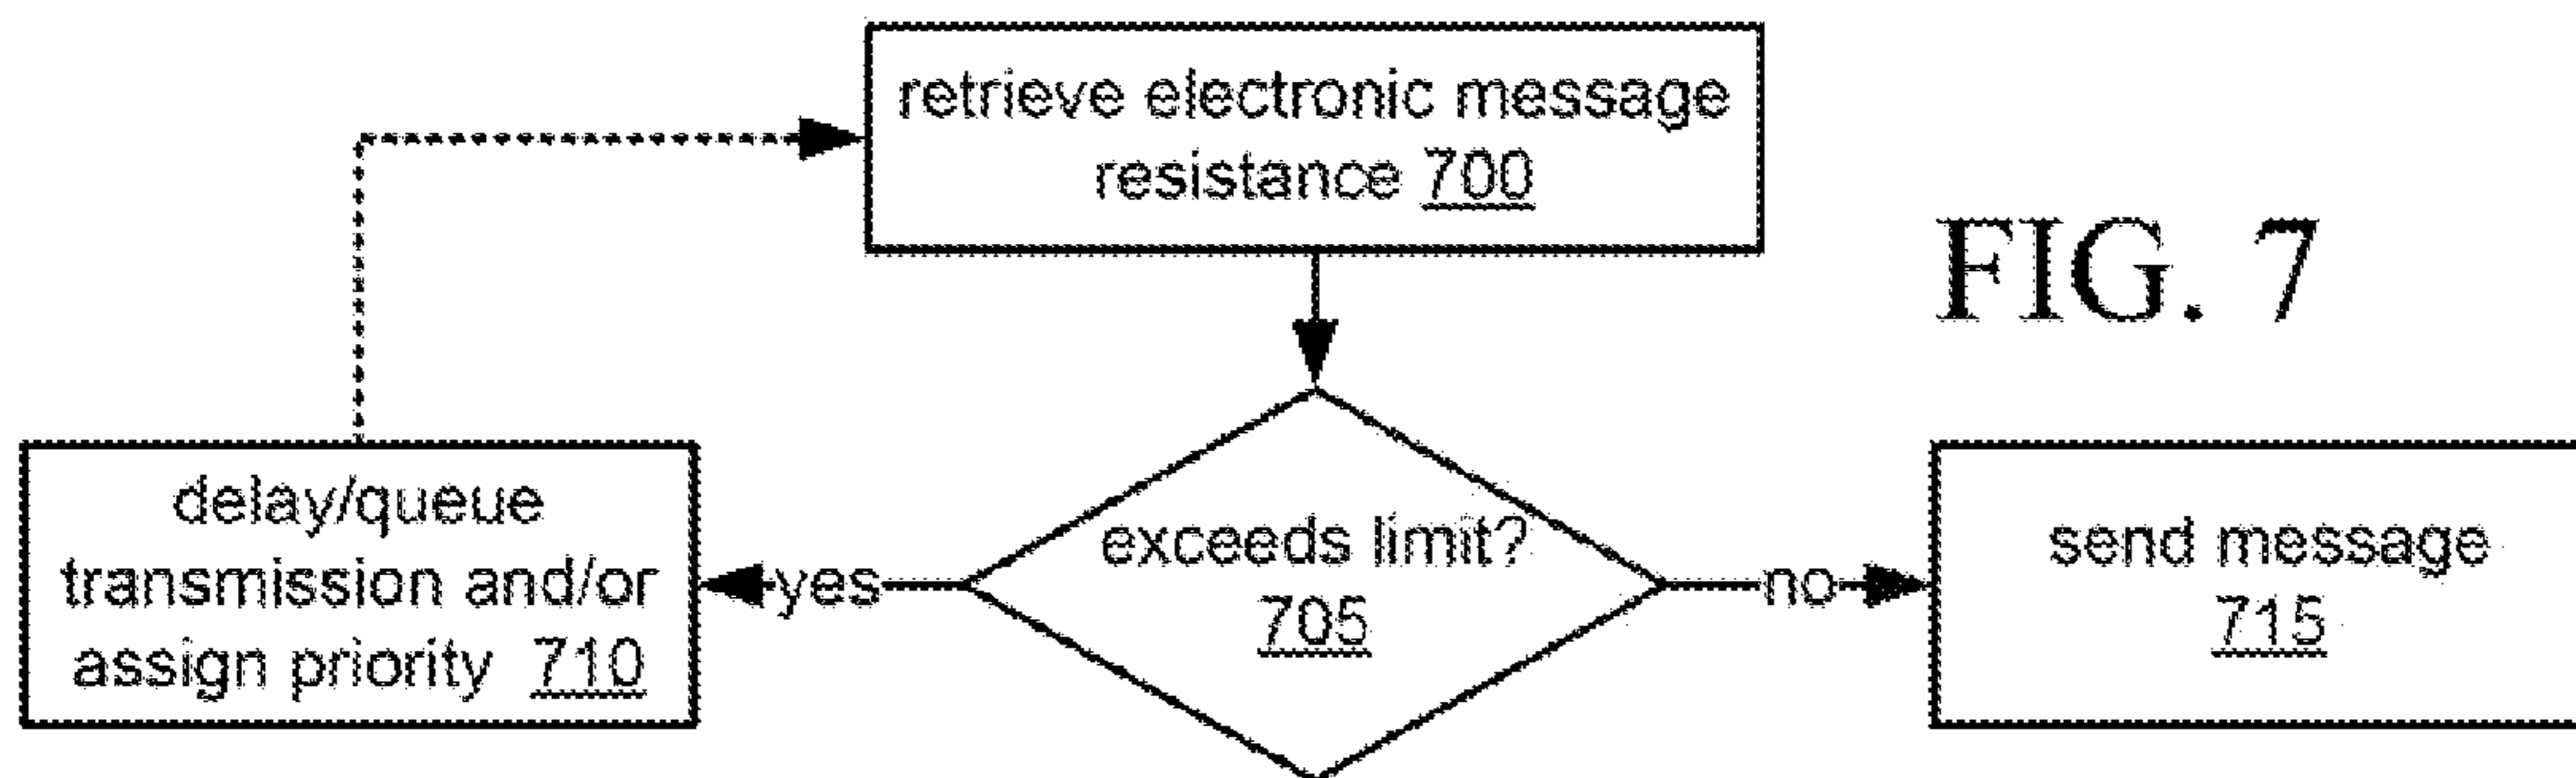 retrieve electronic message
resistance 700
FIG. 7
delay/queue
transmission and/or
assign priority 710
yes
exceeds limit?
705
no
send message
715